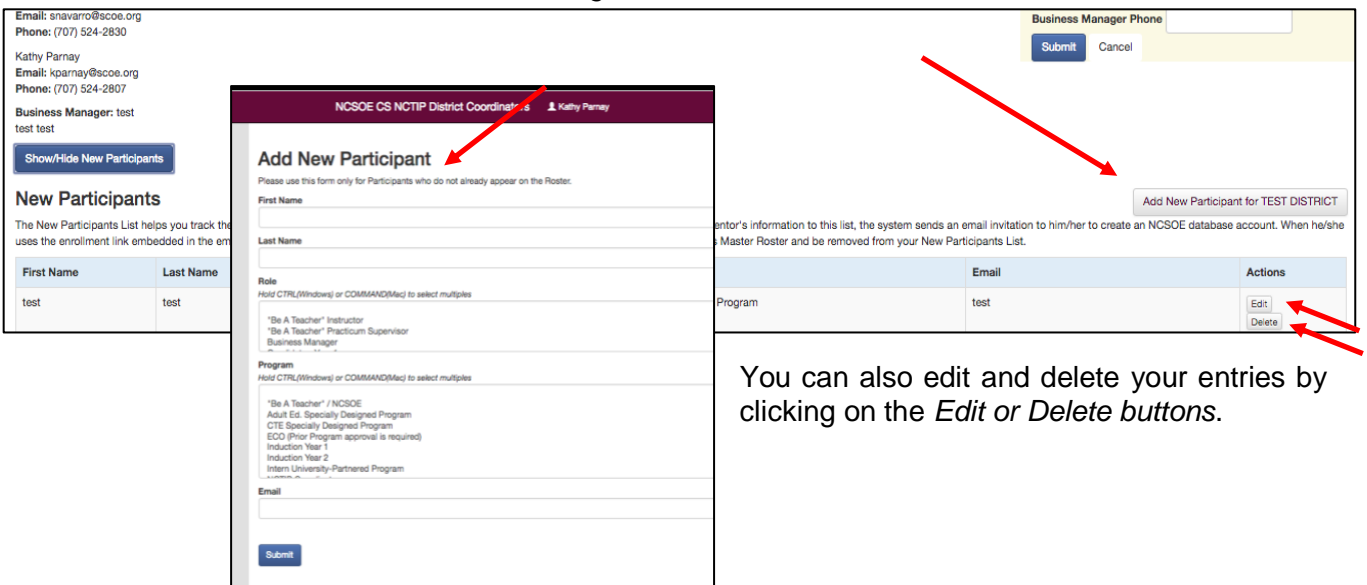 Email: snavarro@scoe.org
Phone: (707) 524-2830
Kathy Parnay
Email: kparnay@scoe.org
Phone: (707) 524-2807
Business Manager: test
test test
Show/Hide New Participants
Business Manager Phone
Submit Cancel
New Participants
Add New Participant for TEST DISTRICT
The New Participants List helps you track the
entor's information to this list, the system sends an email invitation to him/her to create an NCSOE database account. When he/she
uses the enrollment link embedded in the em
Master Roster and be removed from your New Participants List.
First Name Last Name Email Actions
test test Program test Edit
Delete
NCSOE CS NCTIP District Coordinators Kathy Parnay
Add New Participant
Please use this form only for Participants who do not already appear on the Roster.
First Name
Last Name
Role
Hold CTRL(Windows) or COMMAND(Mac) to select multiples
"Be A Teacher" Instructor
"Be A Teacher" Practicum Supervisor
Business Manager
Program
Hold CTRL(Windows) or COMMAND(Mac) to select multiples
"Be A Teacher" / NCSOE
Adult Ed. Specially Designed Program
CTE Specially Designed Program
ECO (Prior Program approval is required)
Induction Year 1
Induction Year 2
Intern University-Partnered Program
Email
Submit
You can also edit and delete your entries by
clicking on the Edit or Delete buttons.